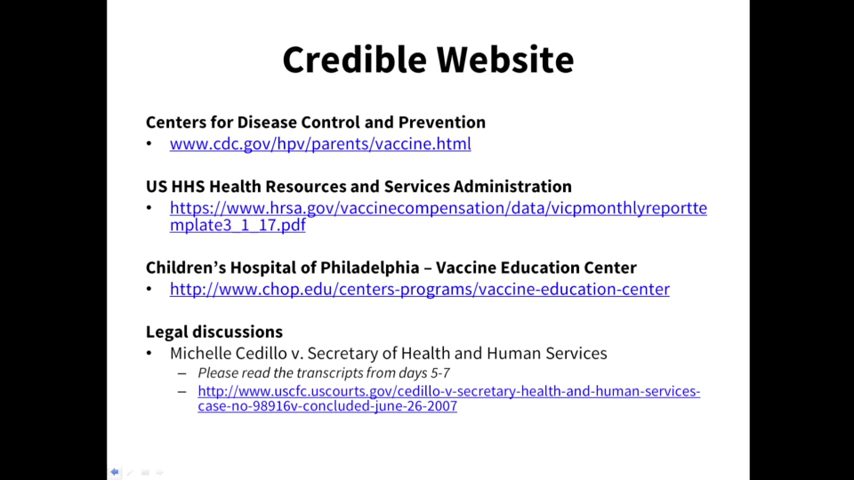 Credible Website
Centers for Disease Control and Prevention
• www.cdc.gov/hpv/parents/vaccine.html
US HHS Health Resources and Services Administration
• https://www.hrsa.gov/vaccinecompensation/data/vicpmonthlyreportte
mplate3_1_17.pdf
Children’s Hospital of Philadelphia – Vaccine Education Center
• http://www.chop.edu/centers-programs/vaccine-education-center
Legal discussions
• Michelle Cedillo v. Secretary of Health and Human Services
– Please read the transcripts from days 5-7
– http://www.uscfc.uscourts.gov/cedillo-v-secretary-health-and-human-services-
case-no-98916v-concluded-june-26-2007